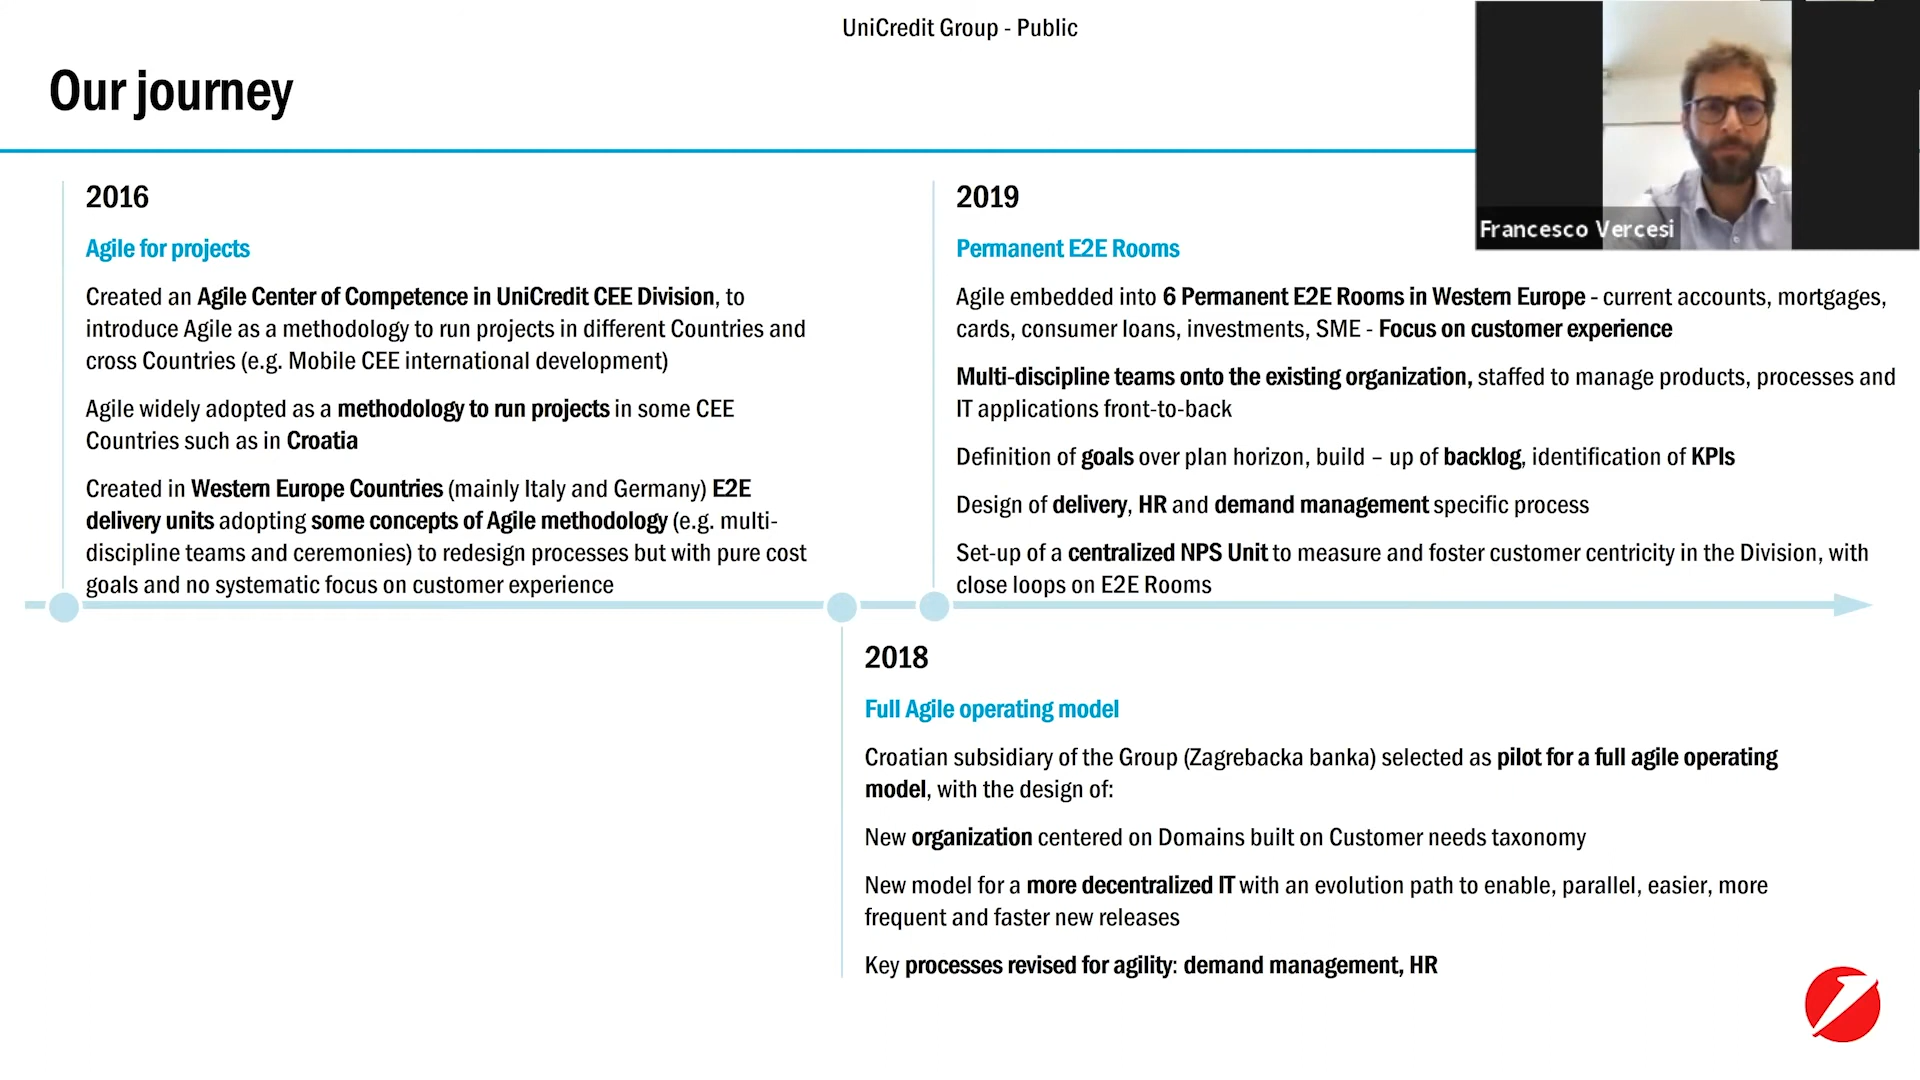 UniCredit Group - Public
Our journey
Francesco Vercesi
2016
Agile for projects
Created an Agile Center of Competence in UniCredit CEE Division, to
introduce Agile as a methodology to run projects in different Countries and
cross Countries (e.g. Mobile CEE international development)
Agile widely adopted as a methodology to run projects in some CEE
Countries such as in Croatia
Created in Western Europe Countries (mainly Italy and Germany) E2E
delivery units adopting some concepts of Agile methodology (e.g. multi-
discipline teams and ceremonies) to redesign processes but with pure cost
goals and no systematic focus on customer experience
2019
Permanent E2E Rooms
Agile embedded into 6 Permanent E2E Rooms in Western Europe - current accounts, mortgages,
cards, consumer loans, investments, SME - Focus on customer experience
Multi-discipline teams onto the existing organization, staffed to manage products, processes and
IT applications front-to-back
Definition of goals over plan horizon, build – up of backlog, identification of KPIs
Design of delivery, HR and demand management specific process
Set-up of a centralized NPS Unit to measure and foster customer centricity in the Division, with
close loops on E2E Rooms
2018
Full Agile operating model
Croatian subsidiary of the Group (Zagrebacka banka) selected as pilot for a full agile operating
model, with the design of:
New organization centered on Domains built on Customer needs taxonomy
New model for a more decentralized IT with an evolution path to enable, parallel, easier, more
frequent and faster new releases
Key processes revised for agility: demand management, HR